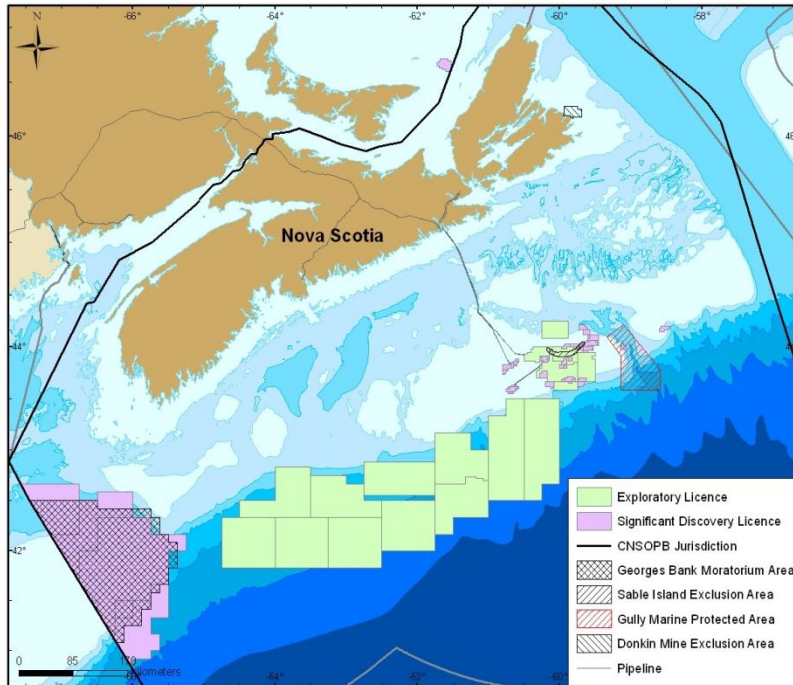 -66° -64° -62° -60° -58°
46° 46°
Nova Scotia
44° 44
42° 42°
Exploratory Licence
Significant Discovery Licence
CNSOPB Jurisdiction
Georges Bank Moratorium Area
Sable Island Exclusion Area
Gully Marine Protected Area
Donkin Mine Exclusion Area
Pipeline
0 85 170
Kilometers
-64° -62° -60°